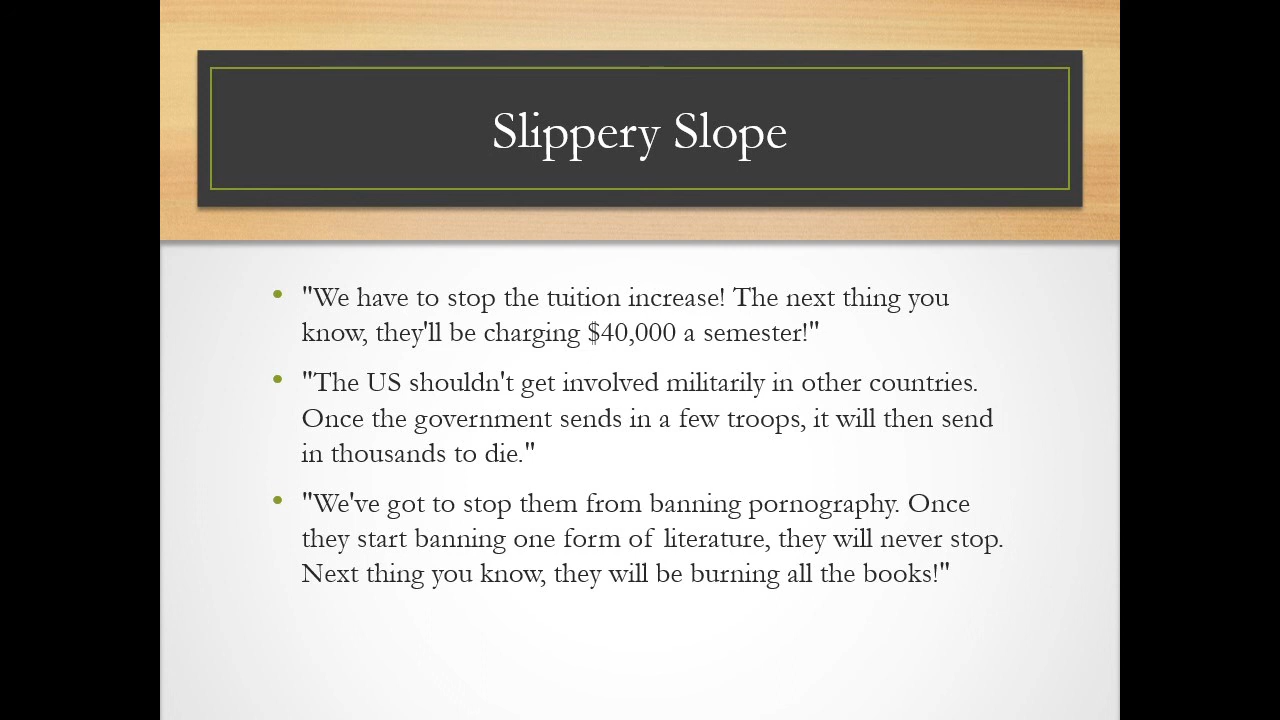 Slippery Slope
• "We have to stop the tuition increase! The next thing you
know, they'll be charging $40,000 a semester!"
• "The US shouldn't get involved militarily in other countries.
Once the government sends in a few troops, it will then send
in thousands to die."
• "We've got to stop them from banning pornography. Once
they start banning one form of literature, they will never stop.
Next thing you know, they will be burning all the books!"